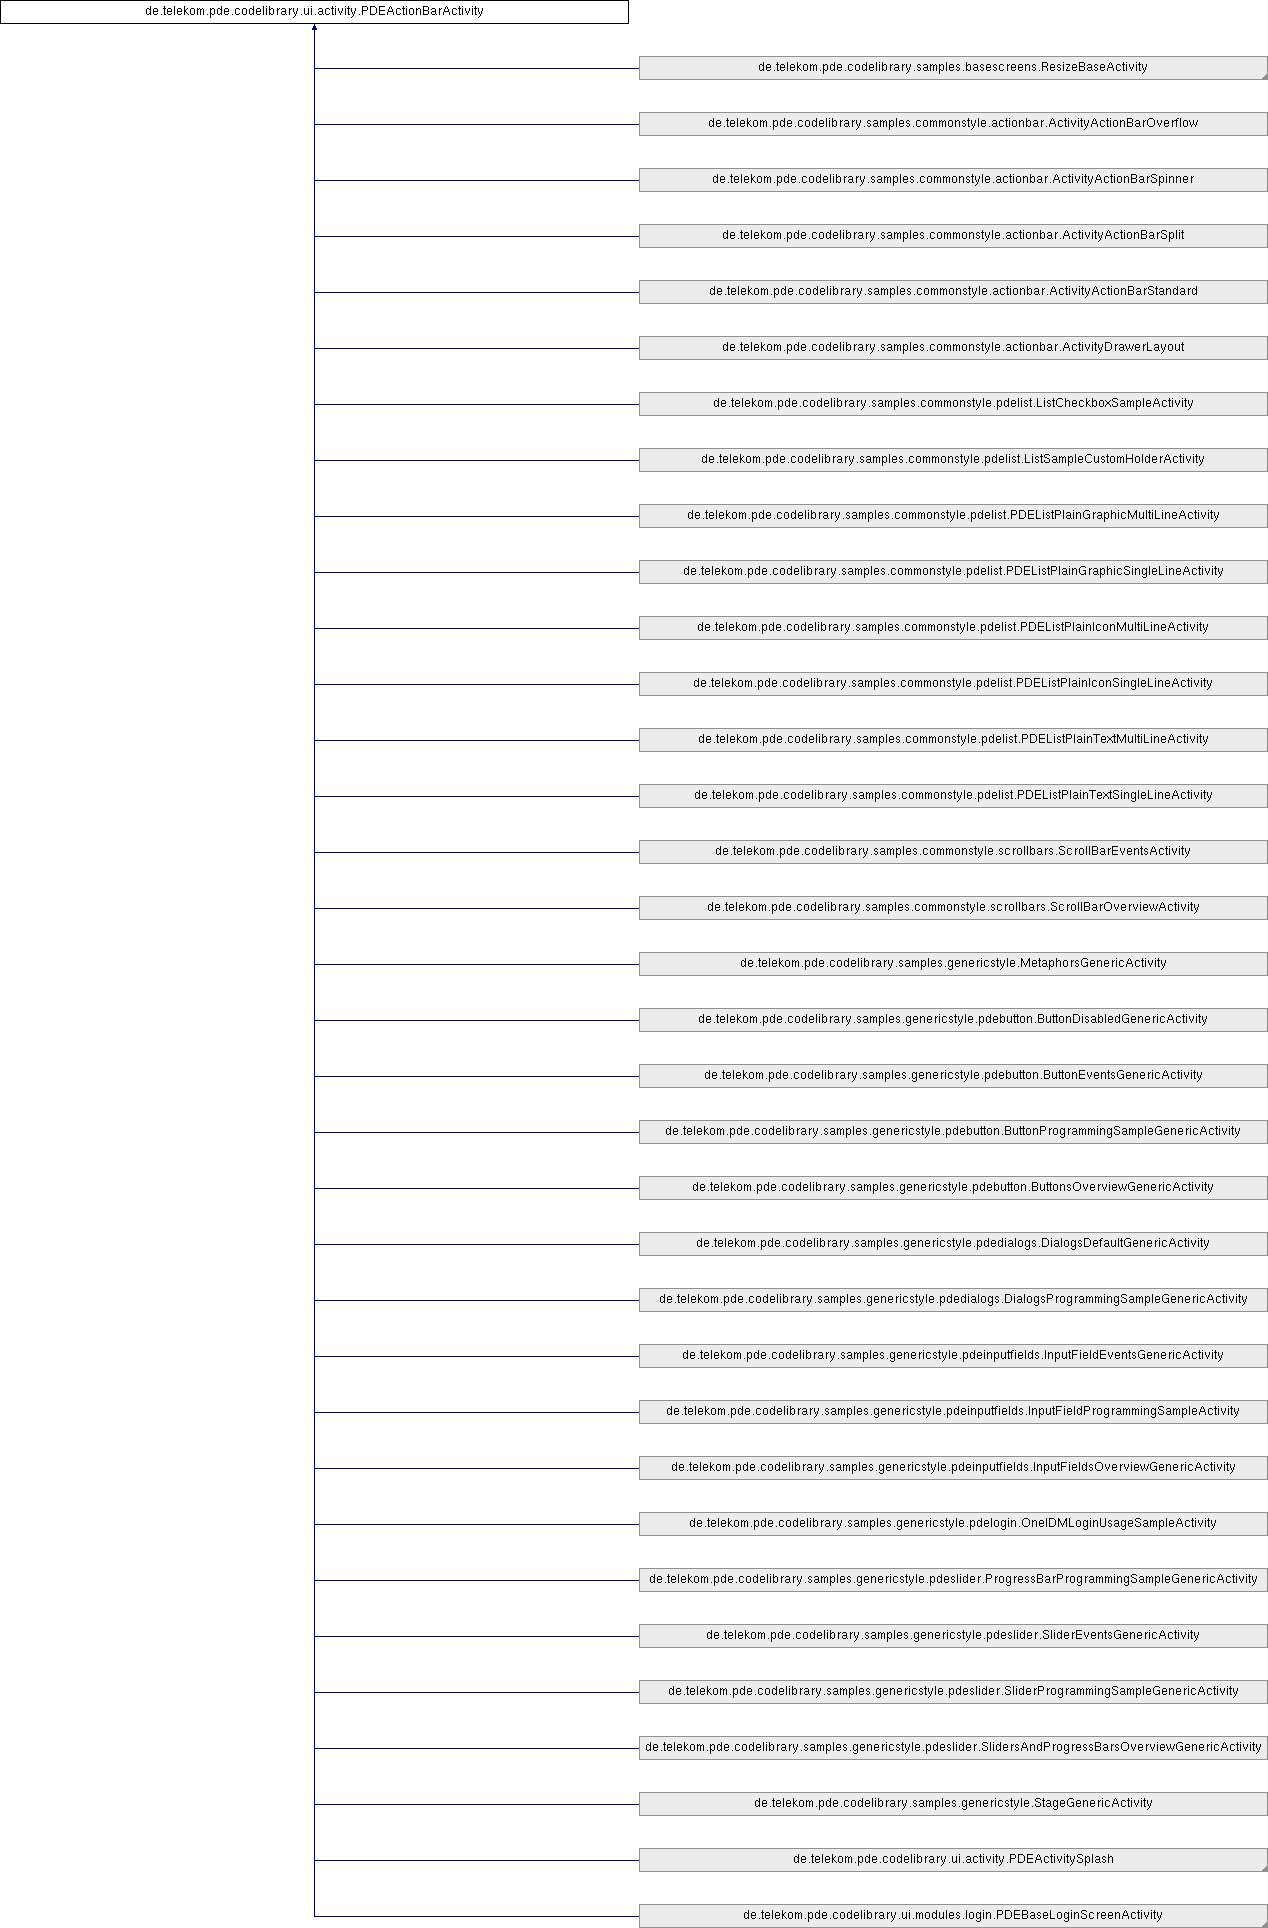 de.telekom.pde.codelibrary.ui.activity.PDEActionBarActivity
de.telekom.pde.codelibrary.samples.basescreens.ResizeBaseActivity
de.telekom.pde.codelibrary.samples.commonstyle.actionbar.ActivityActionBarOverflow
de.telekom.pde.codelibrary.samples.commonstyle.actionbar.ActivityActionBarSpinner
de.telekom.pde.codelibrary.samples.commonstyle.actionbar.ActivityActionBarSplit
de.telekom.pde.codelibrary.samples.commonstyle.actionbar.ActivityActionBarStandard
de.telekom.pde.codelibrary.samples.commonstyle.actionbar.ActivityDrawerLayout
de.telekom.pde.codelibrary.samples.commonstyle.pdelist.ListCheckboxSampleActivity
de.telekom.pde.codelibrary.samples.commonstyle.pdelist.ListSampleCustomHolderActivity
de.telekom.pde.codelibrary.samples.commonstyle.pdelist.PDEListPlainGraphicMultiLineActivity
de.telekom.pde.codelibrary.samples.commonstyle.pdelist.PDEListPlainGraphicSingleLineActivity
de.telekom.pde.codelibrary.samples.commonstyle.pdelist.PDEListPlainIconMultiLineActivity
de.telekom.pde.codelibrary.samples.commonstyle.pdelist.PDEListPlainIconSingleLineActivity
de.telekom.pde.codelibrary.samples.commonstyle.pdelist.PDEListPlainTextMultiLineActivity
de.telekom.pde.codelibrary.samples.commonstyle.pdelist.PDEListPlainTextSingleLineActivity
de.telekom.pde.codelibrary.samples.commonstyle.scrollbars.ScrollBarEventsActivity
de.telekom.pde.codelibrary.samples.commonstyle.scrollbars.ScrollBarOverviewActivity
de.telekom.pde.codelibrary.samples.genericstyle.MetaphorsGenericActivity
de.telekom.pde.codelibrary.samples.genericstyle.pdebutton.ButtonDisabledGenericActivity
de.telekom.pde.codelibrary.samples.genericstyle.pdebutton.ButtonEventsGenericActivity
de.telekom.pde.codelibrary.samples.genericstyle.pdebutton.ButtonProgrammingSampleGenericActivity
de.telekom.pde.codelibrary.samples.genericstyle.pdebutton.ButtonsOverviewGenericActivity
de.telekom.pde.codelibrary.samples.genericstyle.pdedialogs.DialogsDefaultGenericActivity
de.telekom.pde.codelibrary.samples.genericstyle.pdedialogs.DialogsProgrammingSampleGenericActivity
de.telekom.pde.codelibrary.samples.genericstyle.pdeinputfields.InputFieldEventsGenericActivity
de.telekom.pde.codelibrary.samples.genericstyle.pdeinputfields.InputFieldProgrammingSampleActivity
de.telekom.pde.codelibrary.samples.genericstyle.pdeinputfields.InputFieldsOverviewGenericActivity
de.telekom.pde.codelibrary.samples.genericstyle.pdelogin.OneIDMLoginUsageSampleActivity
de.telekom.pde.codelibrary.samples.genericstyle.pdeslider.ProgressBarProgrammingSampleGenericActivity
de.telekom.pde.codelibrary.samples.genericstyle.pdeslider.SliderEventsGenericActivity
de.telekom.pde.codelibrary.samples.genericstyle.pdeslider.SliderProgrammingSampleGenericActivity
de.telekom.pde.codelibrary.samples.genericstyle.pdeslider.SlidersAndProgressBarsOverviewGenericActivity
de.telekom.pde.codelibrary.samples.genericstyle.StageGenericActivity
de.telekom.pde.codelibrary.ui.activity.PDEActivitySplash
de.telekom.pde.codelibrary.ui.modules.login.PDEBaseLoginScreenActivity